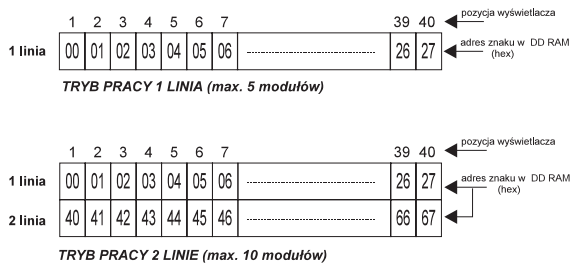 1 2 3 4 5 6 7 39 40 pozycja wyświetlacza
1 linia 00 01 02 03 04 05 06 26 27 adres znaku w DD RAM
(hex)
TRYB PRACY 1 LINIA (max. 5 modułów)
1 2 3 4 5 6 7 39 40 pozycja wyświetlacza
1 linia 00 01 02 03 04 05 06 26 27 adres znaku w DD RAM
(hex)
2 linia 40 41 42 43 44 45 46 66 67
TRYB PRACY 2 LINIE (max. 10 modułów)